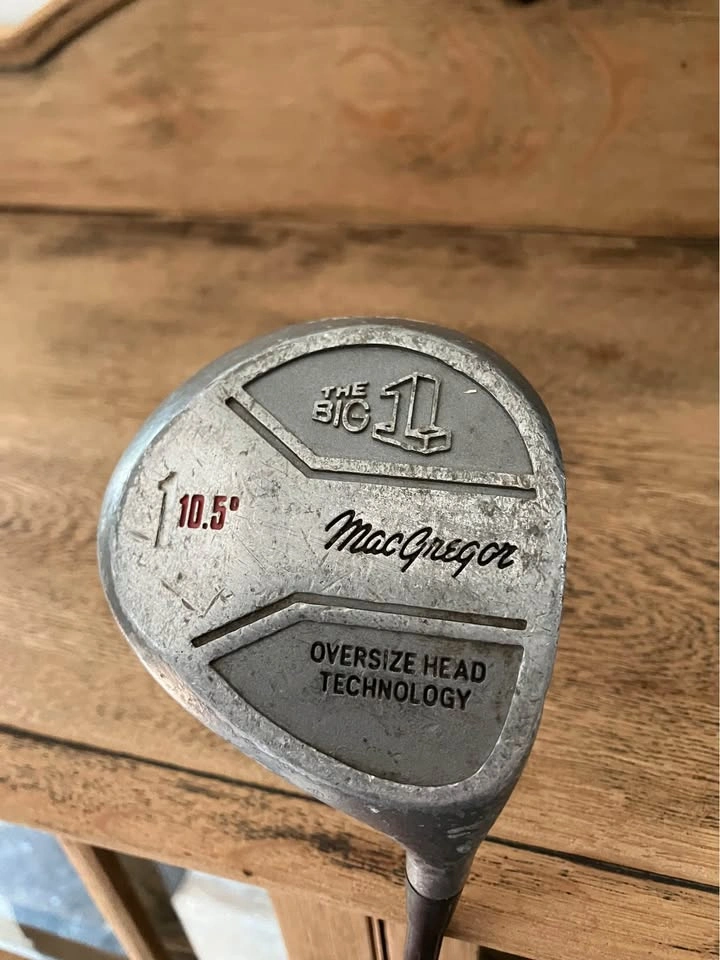 THE
BIG 1
1 10.5°
MacGregor
OVERSIZE HEAD
TECHNOLOGY